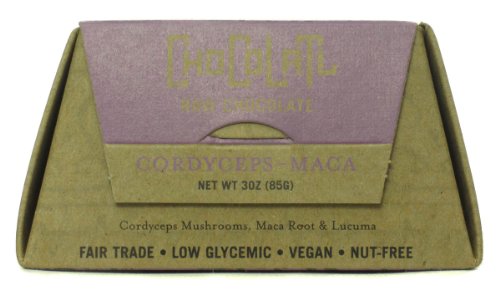 CHOCOLATL
RAW CHOCOLATE
CORDYCEPS-MACA
NET WT 3OZ (85G)
Cordyceps Mushrooms, Maca Root & Lucuma
FAIR TRADE • LOW GLYCEMIC • VEGAN • NUT-FREE